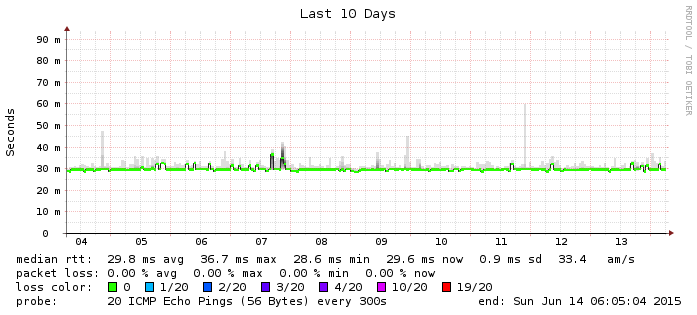 Last 10 Days
RRDTOOL / TOBI OETIKER
Seconds
90 m
80 m
70 m
60 m
50 m
40 m
30 m
20 m
10 m
0
04 05 06 07 08 09 10 11 12 13
median rtt: 29.8 ms avg 36.7 ms max 28.6 ms min 29.6 ms now 0.9 ms sd 33.4 am/s
packet loss: 0.00 % avg 0.00 % max 0.00 % min 0.00 % now
loss color: 0 1/20 2/20 3/20 4/20 10/20 19/20
probe: 20 ICMP Echo Pings (56 Bytes) every 300s end: Sun Jun 14 06:05:04 2015